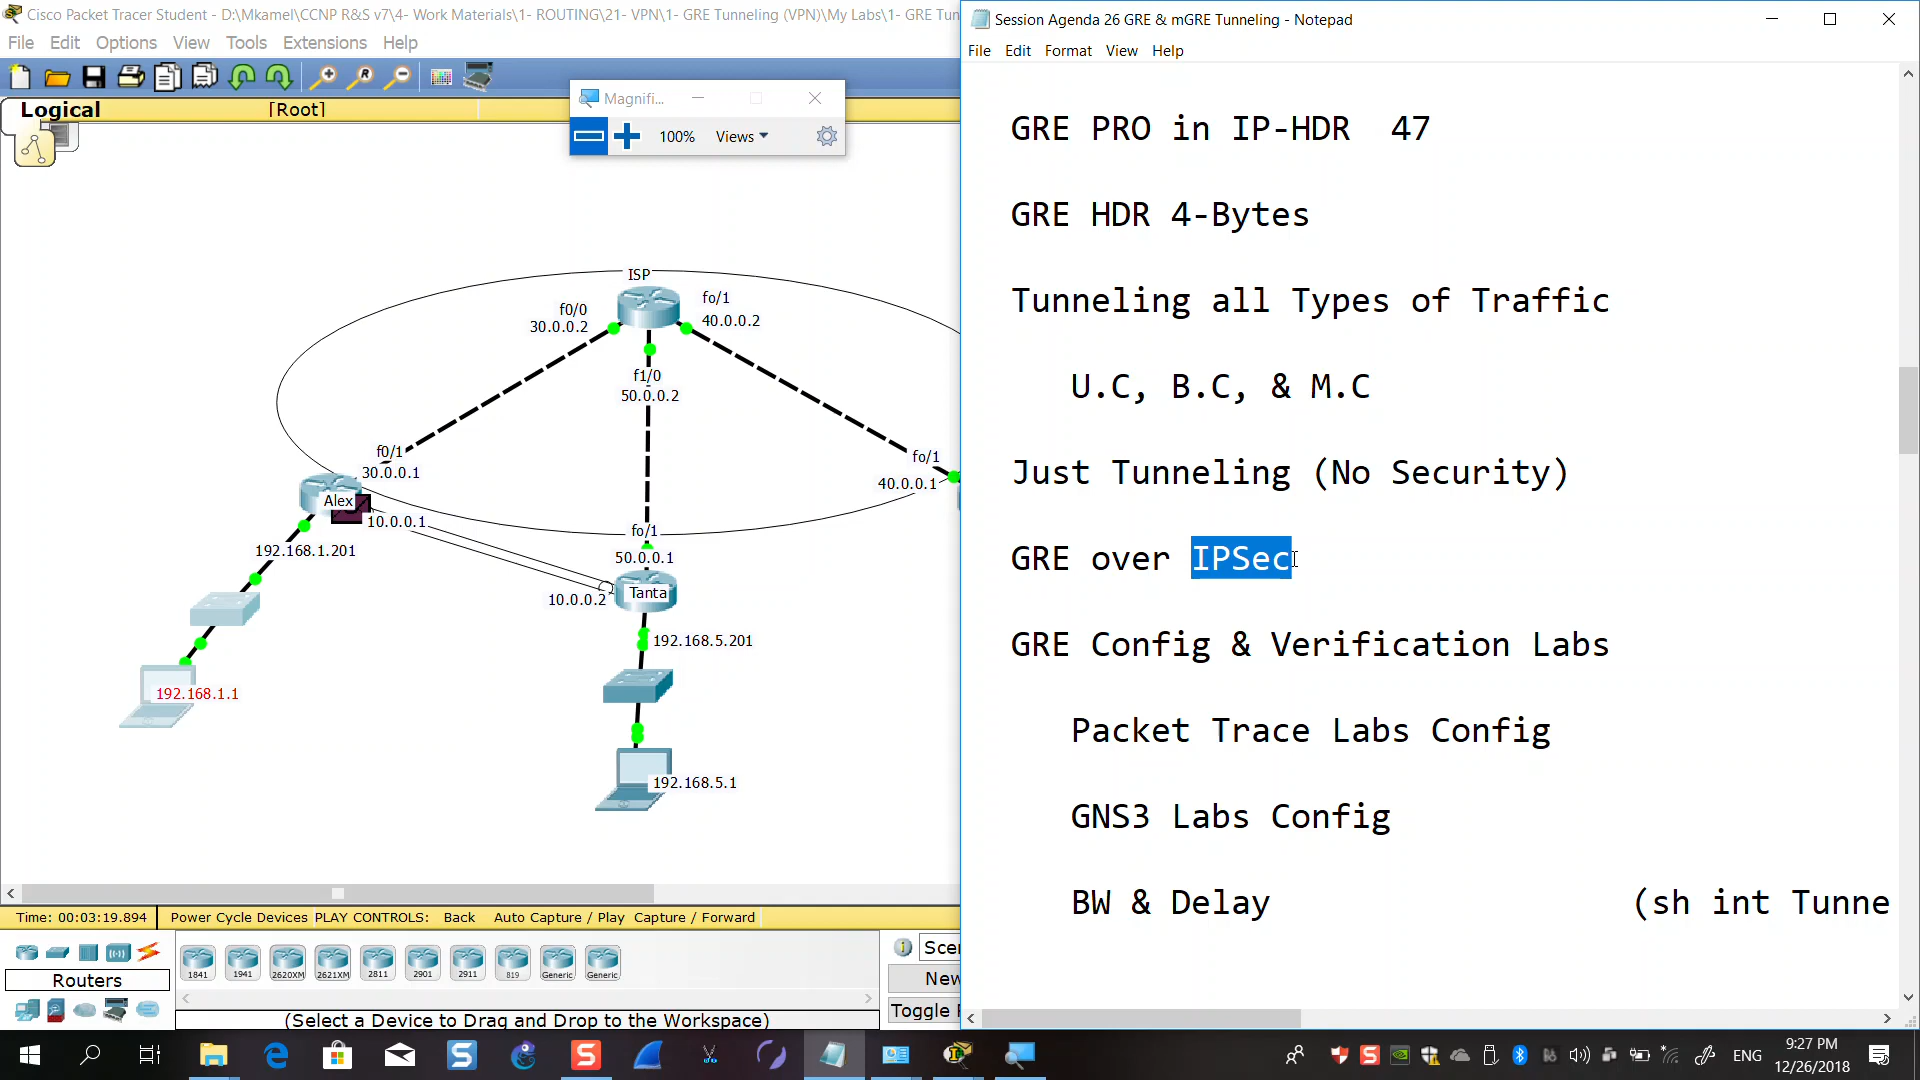 Cisco Packet Tracer Student - D:\Mkamel\CCNP R&S v7\4- Work Materials\1- ROUTING\21- VPN\1- GRE Tunneling (VPN)\My Labs\1- GRE Tun
File Edit Options View Tools Extensions Help
Logical [Root]
Magnifi...
100% Views
ISP
f0/0
30.0.0.2
fo/1
40.0.0.2
f1/0
50.0.0.2
f0/1
30.0.0.1
fo/1
40.0.0.1
Alex
10.0.0.1
192.168.1.201
fo/1
50.0.0.1
10.0.0.2
Tanta
192.168.5.201
192.168.1.1
192.168.5.1
Time: 00:03:19.894 Power Cycle Devices PLAY CONTROLS: Back Auto Capture / Play Capture / Forward
Routers
1841 1941 2620XM 2621XM 2811 2901 2911 819 Generic Generic
(Select a Device to Drag and Drop to the Workspace)
Scen
New
Toggle
Session Agenda 26 GRE & mGRE Tunneling - Notepad
File Edit Format View Help
GRE PRO in IP-HDR 47
GRE HDR 4-Bytes
Tunneling all Types of Traffic
U.C, B.C, & M.C
Just Tunneling (No Security)
GRE over IPSec
GRE Config & Verification Labs
Packet Trace Labs Config
GNS3 Labs Config
BW & Delay (sh int Tunne
ENG
9:27 PM
12/26/2018